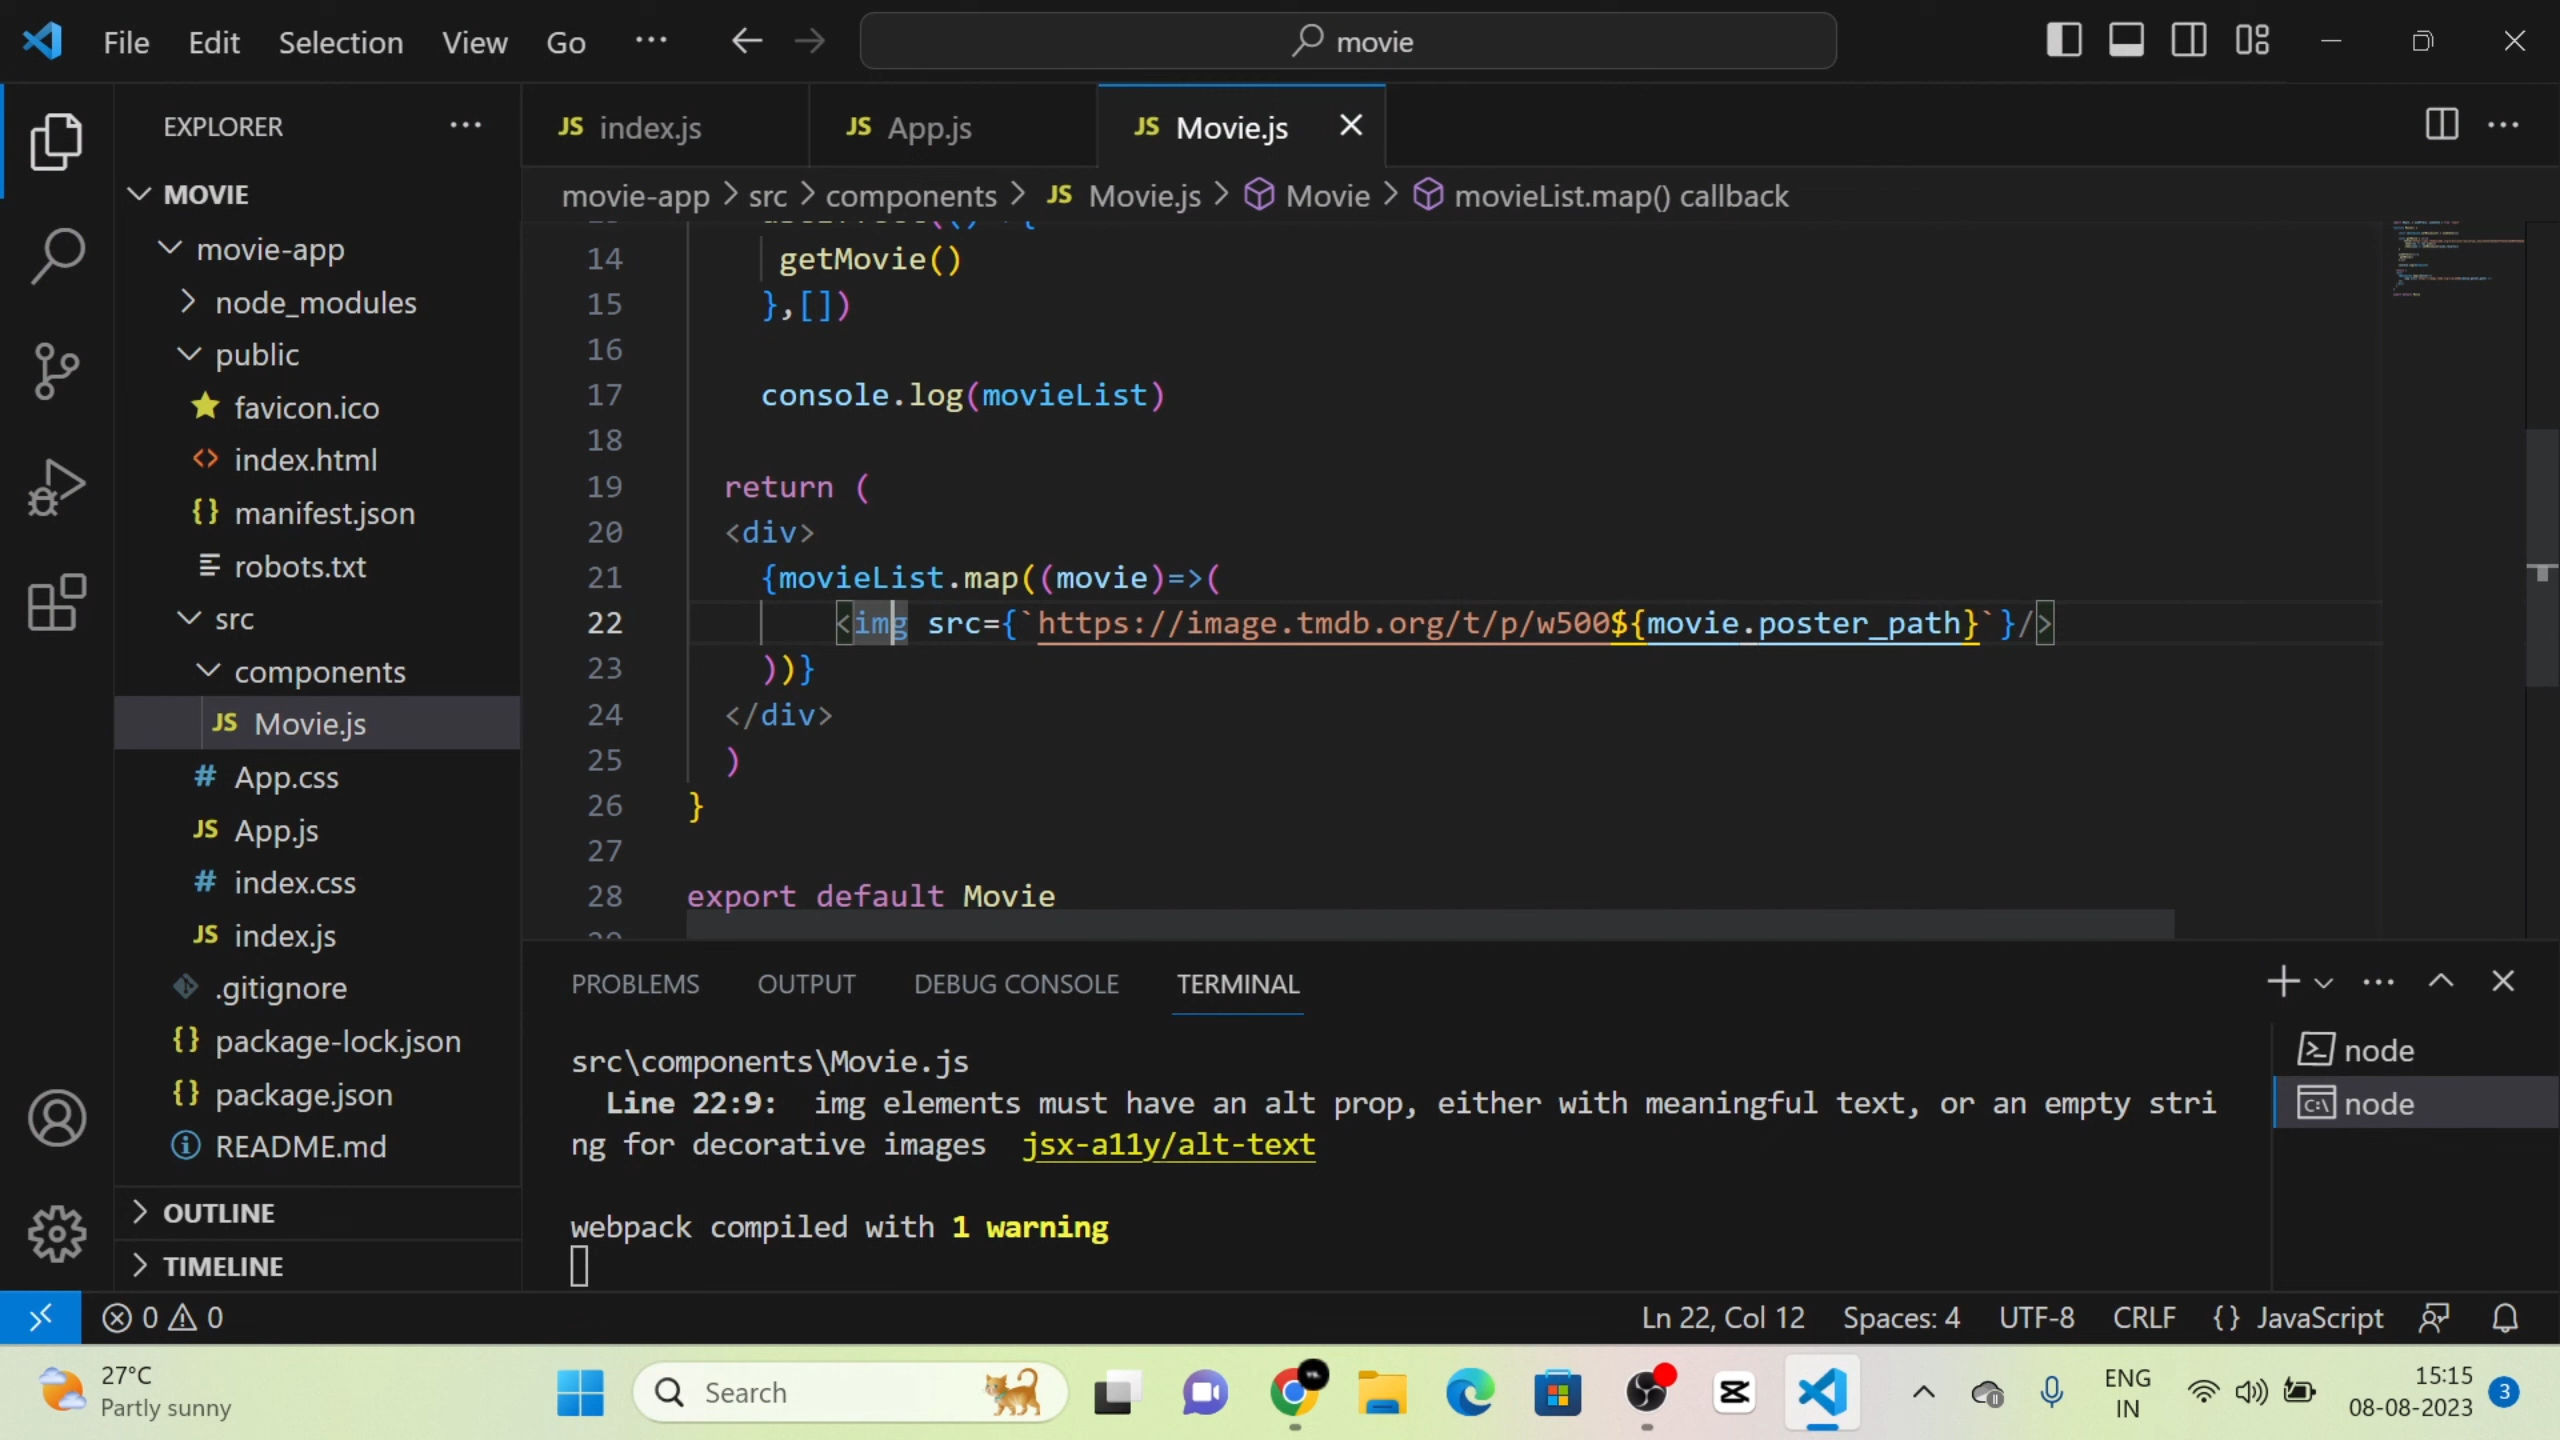 File Edit Selection View Go ··· movie
EXPLORER ···
MOVIE
movie-app
node_modules
public
favicon.ico
index.html
manifest.json
robots.txt
src
components
JS Movie.js
# App.css
JS App.js
# index.css
JS index.js
.gitignore
{} package-lock.json
{} package.json
README.md
OUTLINE
TIMELINE
JS index.js JS App.js JS Movie.js
movie-app > src > components > JS Movie.js > Movie > movieList.map() callback
14 getMovie()
15 },[])
16
17 console.log(movieList)
18
19 return (
20 <div>
21 {movieList.map((movie)=>(
22 <img src={`https://image.tmdb.org/t/p/w500${movie.poster_path}`}/>
23 ))}
24 </div>
25 )
26 }
27
28 export default Movie
PROBLEMS OUTPUT DEBUG CONSOLE TERMINAL
src\components\Movie.js
Line 22:9: img elements must have an alt prop, either with meaningful text, or an empty stri
ng for decorative images jsx-a11y/alt-text
webpack compiled with 1 warning
node
node
0 0 Ln 22, Col 12 Spaces: 4 UTF-8 CRLF {} JavaScript
27°C
Partly sunny
Search
ENG
IN
15:15
08-08-2023
3